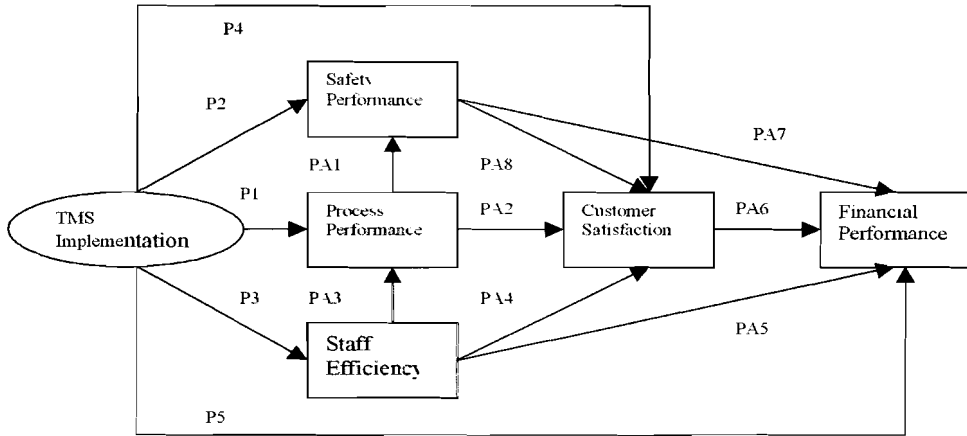 P4
Safety
Performance
P2
PA7
PA1
PA8
P1
TMS
Implementation
Process
Performance
PA2
Customer
Satisfaction
PA6
Financial
Performance
P3
PA3
PA4
Staff
Efficiency
PA5
P5